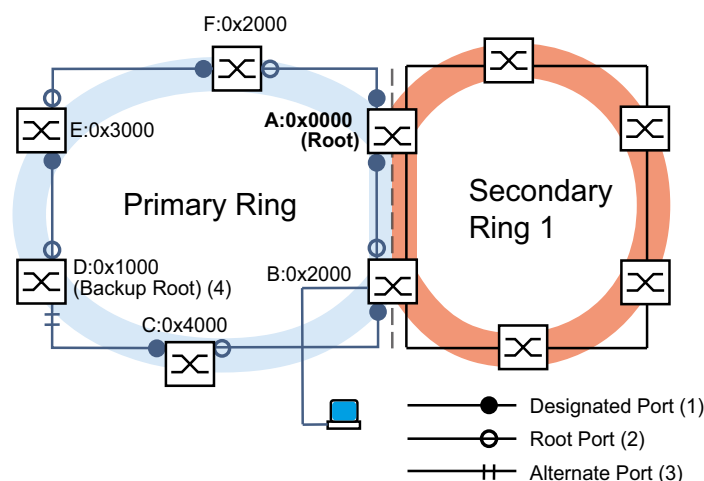 F:0x2000
A:0x0000
(Root)
E:3000
Primary Ring
Secondary
Ring 1
D:0x1000
(Backup Root) (4)
B:0x2000
C:0x4000
Designated Port (1)
Root Port (2)
Alternate Port (3)